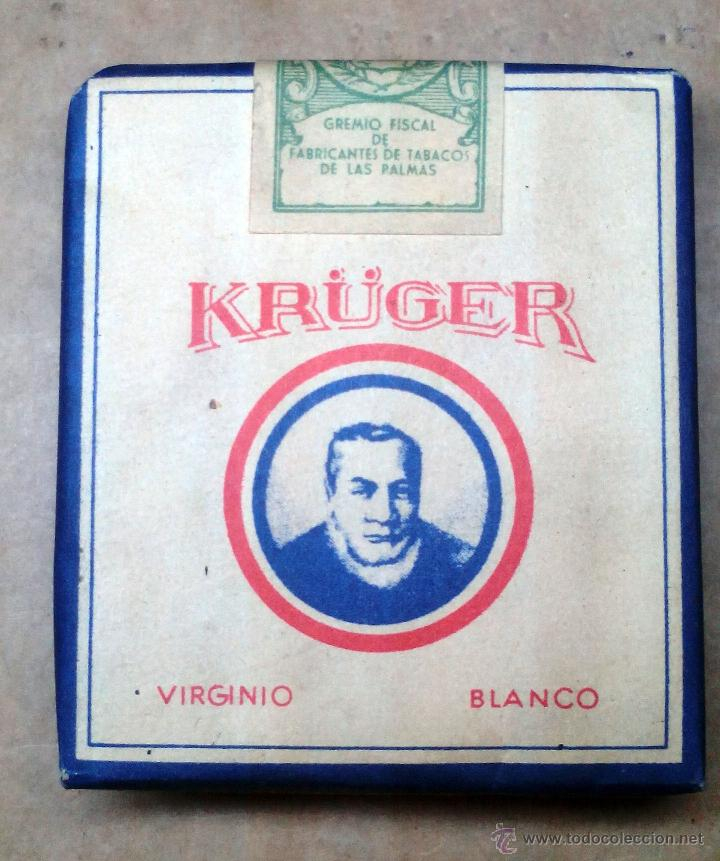 GREMIO FISCAL
DE
FABRICANTES DE TABACOS
DE LAS PALMAS
KRÜGER
VIRGINIO BLANCO
© www.todocoleccion.net